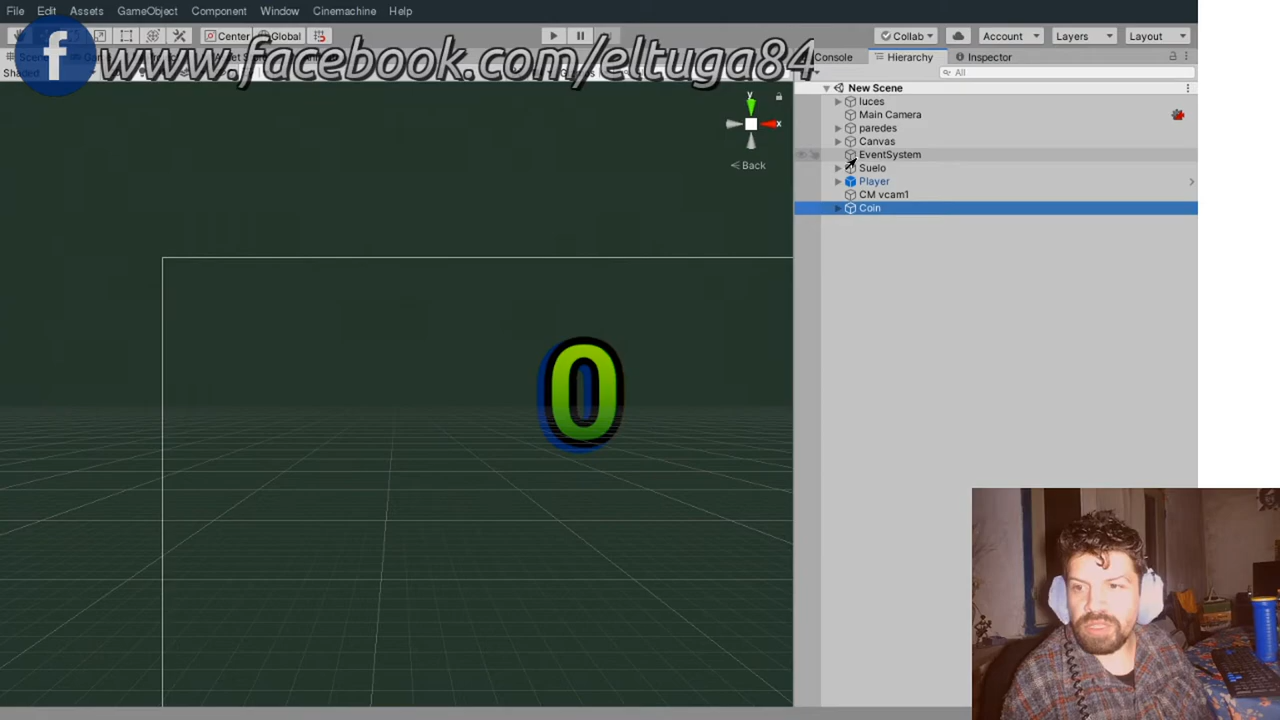 File Edit Assets GameObject Component Window Cinemachine Help
Center Global Collab Account Layers Layout
f www.facebook.com/eltuga84
Console Hierarchy Inspector
Shaded All
New Scene
luces
Main Camera
paredes
Canvas
EventSystem
Suelo
Player
CM vcam1
Coin
y
x
Back
0